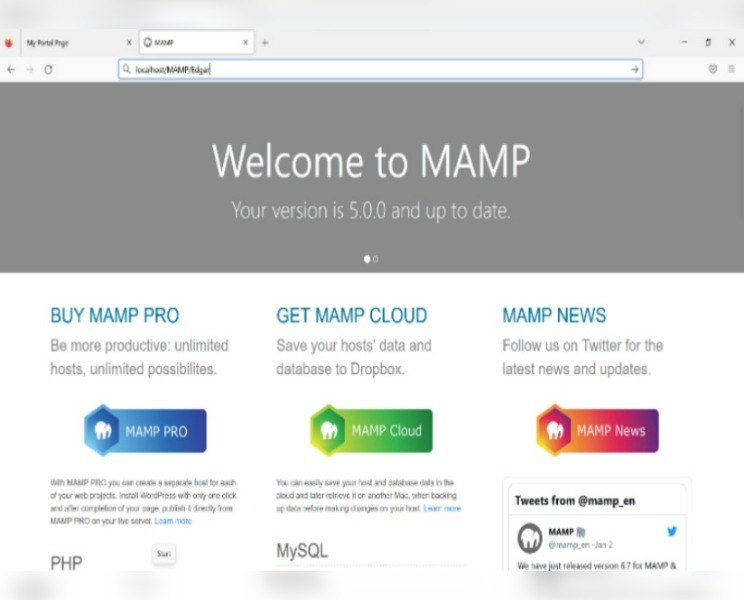 My Portal Page
MAMP
localhost/MAMP/Edgar
Welcome to MAMP
Your version is 5.0.0 and up to date.
BUY MAMP PRO
Be more productive: unlimited
hosts, unlimited possibilites.
MAMP PRO
With MAMP PRO you can create a separate host for each
of your web projects. Install WordPress with only one click
and after completion of your page, publish it directly from
MAMP PRO on your live server. Learn more
PHP
Start
GET MAMP CLOUD
Save your hosts' data and
database to Dropbox.
MAMP Cloud
You can easily save your host and database data in the
cloud and later retrieve it on another Mac, when backing
up data before making changes on your host. Learn more
MySQL
MAMP NEWS
Follow us on Twitter for the
latest news and updates.
MAMP News
Tweets from @mamp_en
MAMP
@mamp_en · Jan 2
We have just released version 6.7 for MAMP &